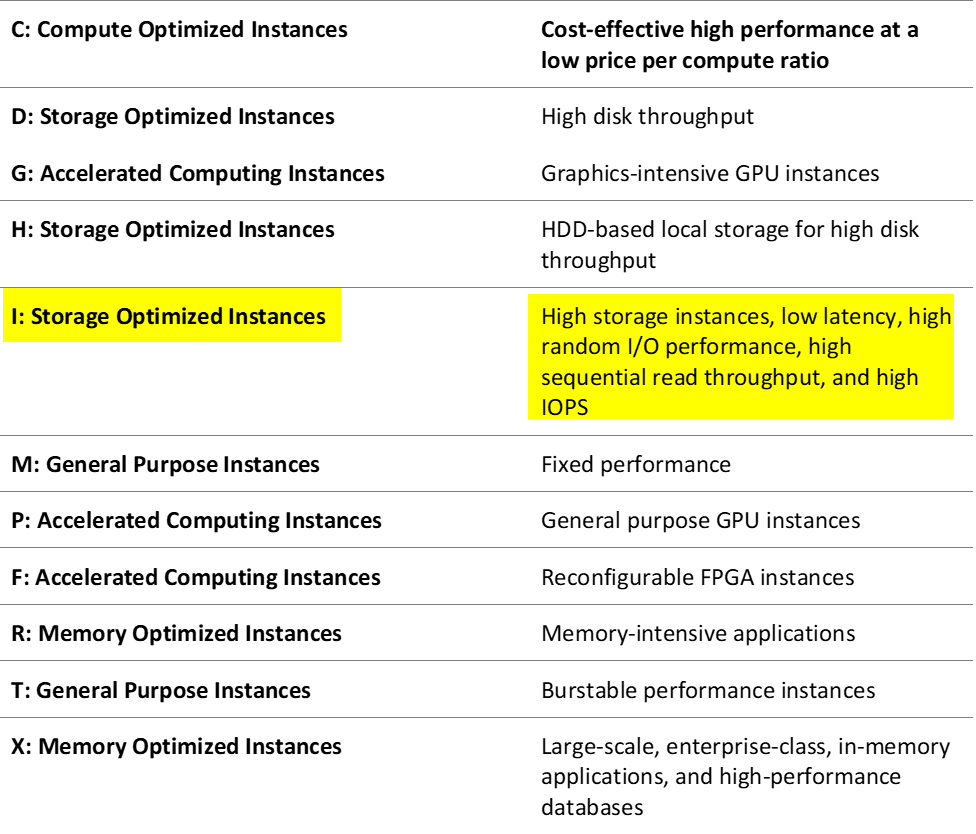 C: Compute Optimized Instances
Cost-effective high performance at a
low price per compute ratio
D: Storage Optimized Instances
High disk throughput
G: Accelerated Computing Instances
Graphics-intensive GPU instances
H: Storage Optimized Instances
HDD-based local storage for high disk
throughput
I: Storage Optimized Instances
High storage instances, low latency, high
random I/O performance, high
sequential read throughput, and high
IOPS
M: General Purpose Instances
Fixed performance
P: Accelerated Computing Instances
General purpose GPU instances
F: Accelerated Computing Instances
Reconfigurable FPGA instances
R: Memory Optimized Instances
Memory-intensive applications
T: General Purpose Instances
Burstable performance instances
X: Memory Optimized Instances
Large-scale, enterprise-class, in-memory
applications, and high-performance
databases